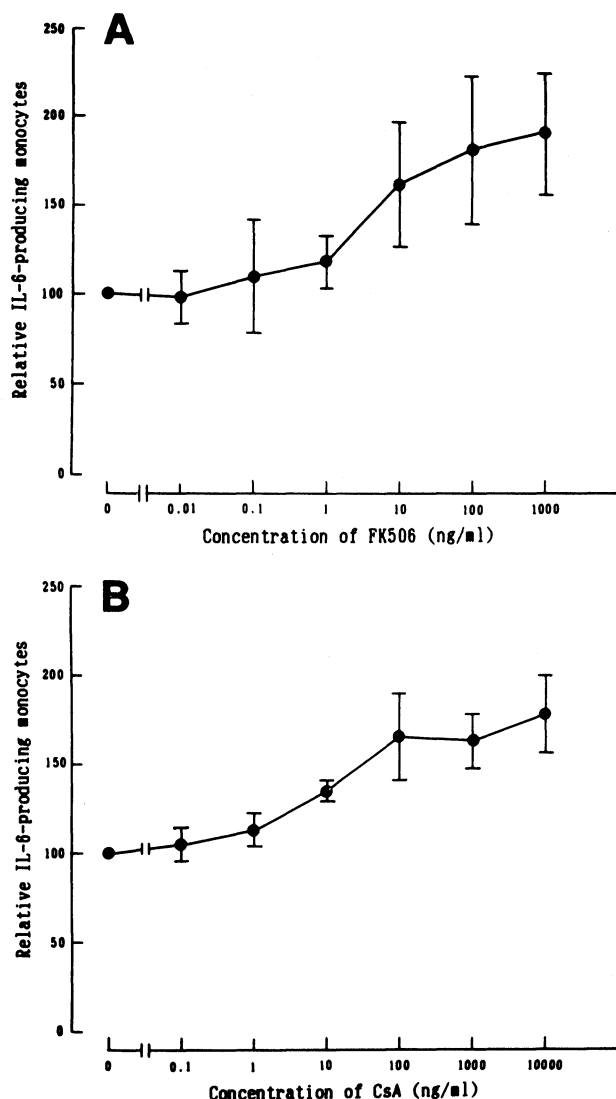 A
250
200
150
100
50
0
Relative IL-6-producing monocytes
0 0.01 0.1 1 10 100 1000
Concentration of FK506 (ng/ml)
B
250
200
150
100
50
0
Relative IL-6-producing monocytes
0 0.1 1 10 100 1000 10000
Concentration of CsA (ng/ml)